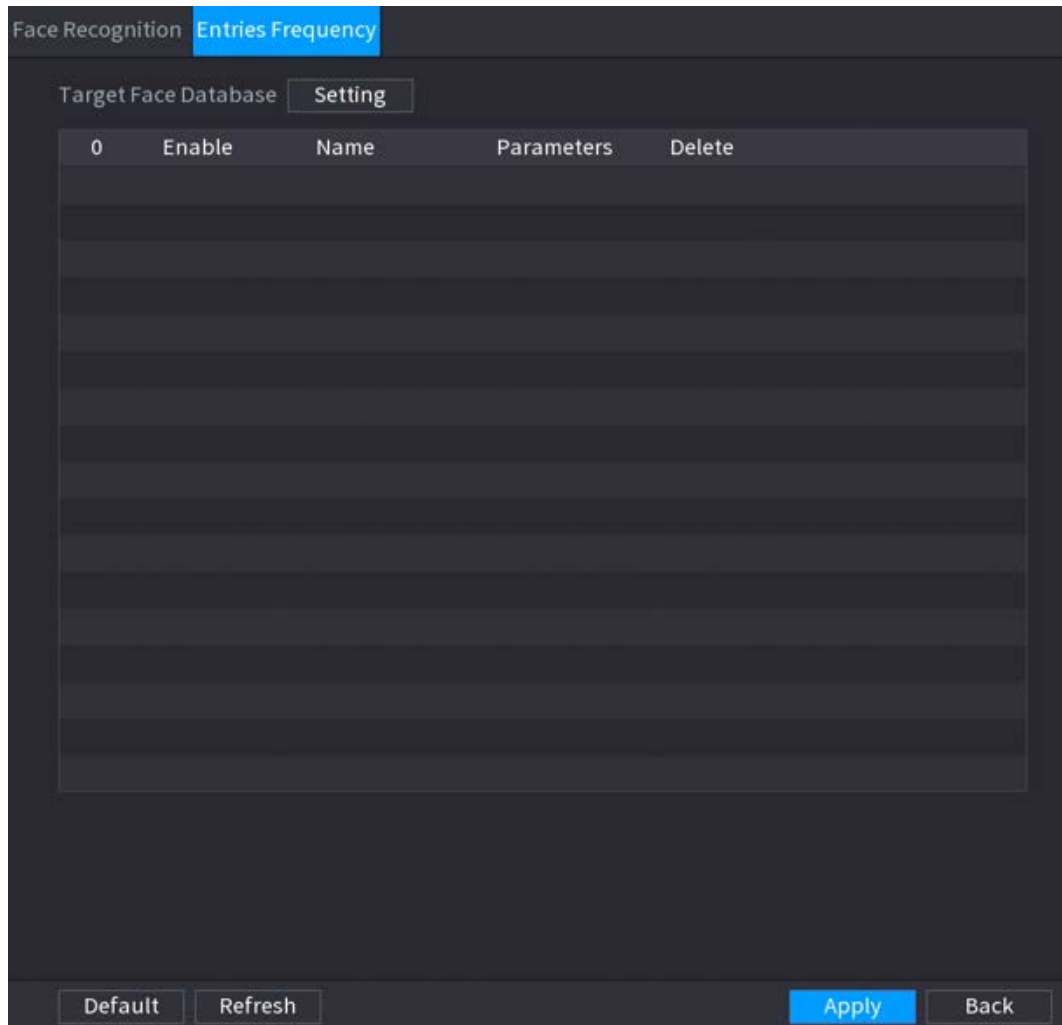 Face Recognition Entries Frequency
Target Face Database Setting
0 Enable Name Parameters Delete
Default Refresh Apply Back